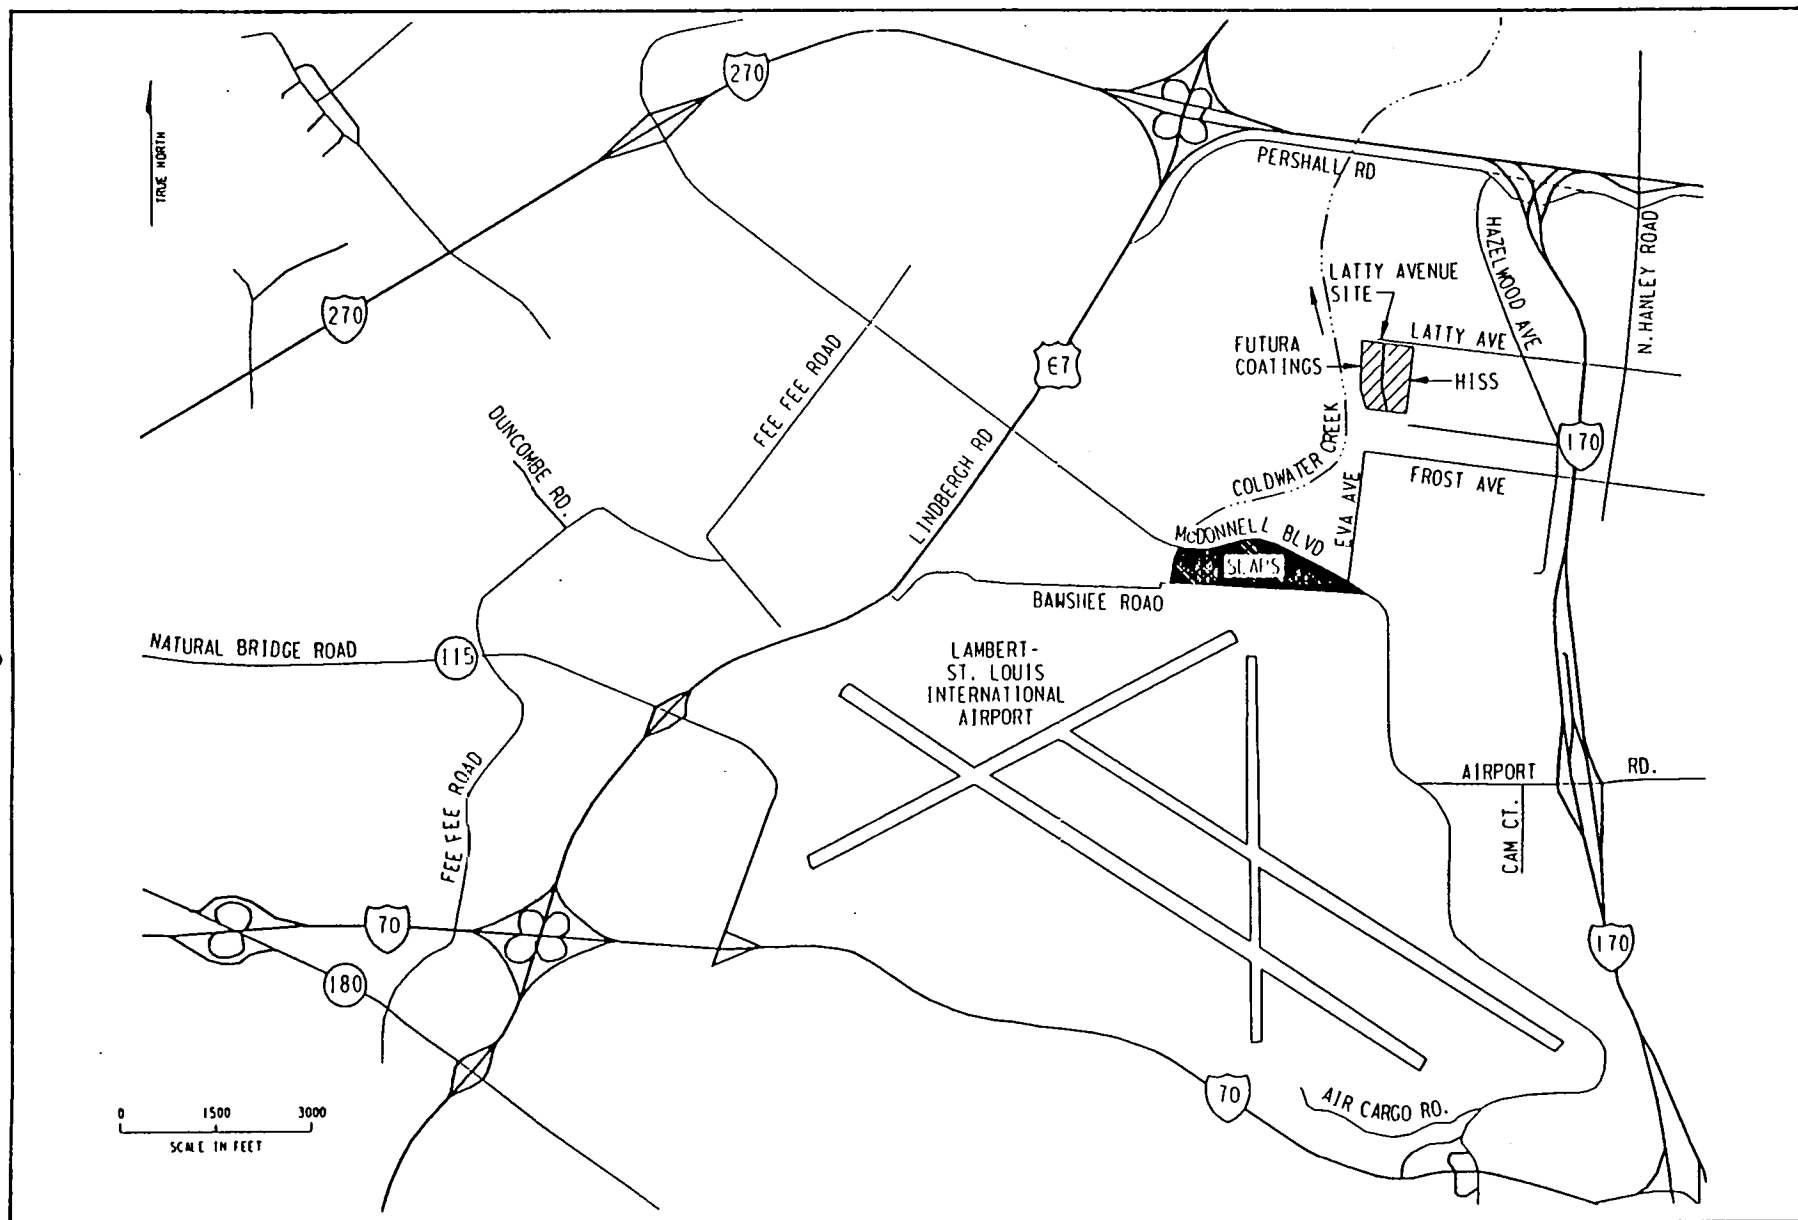 270
270
TRUE NORTH
PERSHALL RD
HAZELWOOD AVE
N.HANLEY ROAD
LATTY AVENUE
SITE
LATTY AVE
FUTURA
COATINGS
HISS
67
FEE FEE ROAD
DUNCOMBE RD.
LINDBERGH RD
COLDWATER CREEK
170
FROST AVE
EVA AVE
McDONNELL BLVD
SLAPS
BANSHEE ROAD
NATURAL BRIDGE ROAD
115
LAMBERT-
ST. LOUIS
INTERNATIONAL
AIRPORT
AIRPORT RD.
CAM CT.
FEE FEE ROAD
70
180
170
70
AIR CARGO RD.
0 1500 3000
SCALE IN FEET